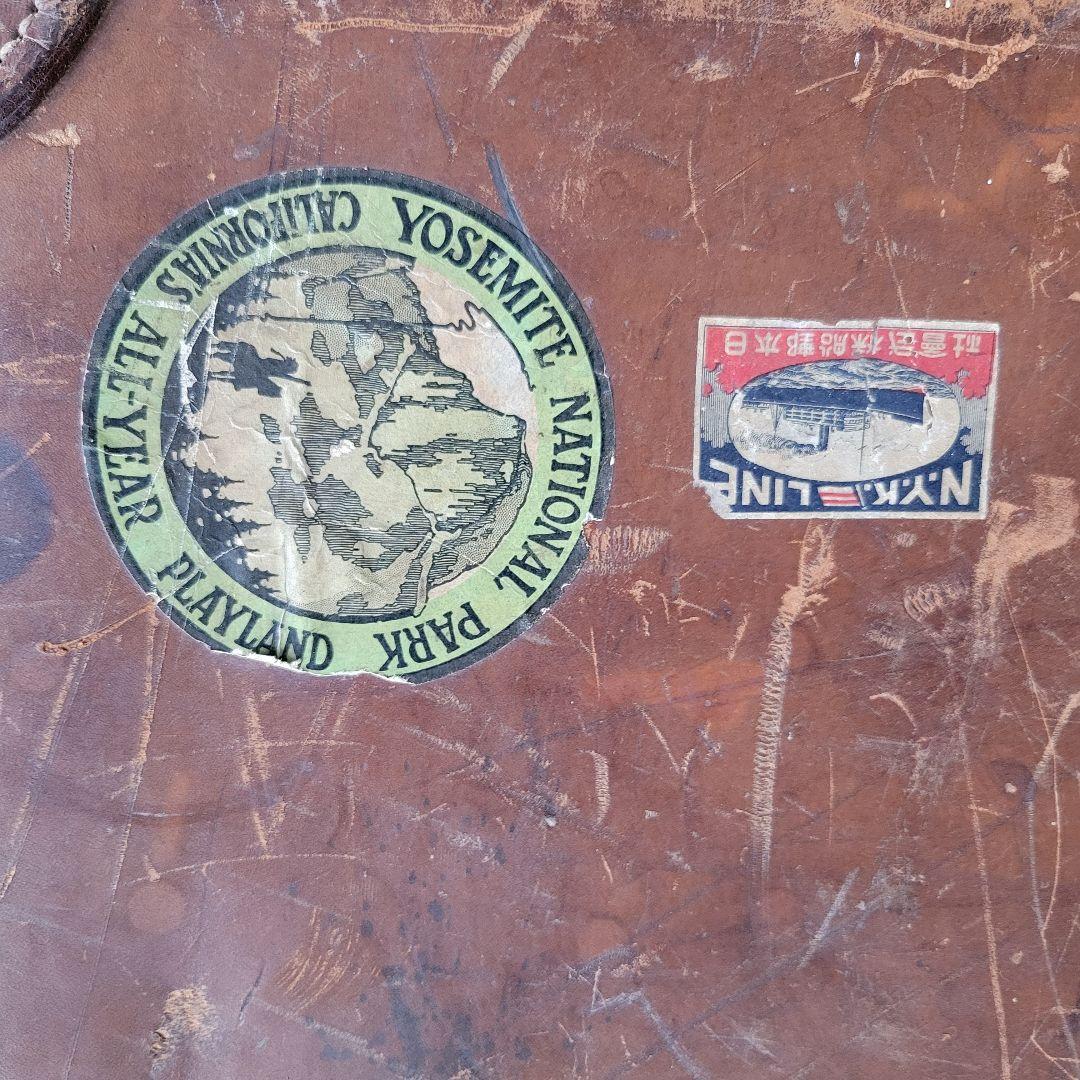 YOSEMITE NATIONAL PARK
CALIFORNIA'S ALL-YEAR PLAYLAND
N.Y.K. LINE
日本郵船株式會社